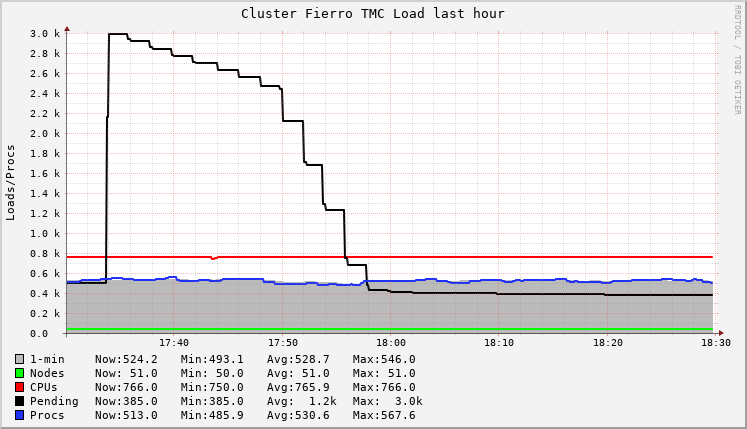 Cluster Fierro TMC Load last hour
RRDTOOL / TOBI OETIKER
Loads/Procs
3.0 k
2.8 k
2.6 k
2.4 k
2.2 k
2.0 k
1.8 k
1.6 k
1.4 k
1.2 k
1.0 k
0.8 k
0.6 k
0.4 k
0.2 k
0.0
17:40 17:50 18:00 18:10 18:20 18:30
1-min Now:524.2 Min:493.1 Avg:528.7 Max:546.0
Nodes Now: 51.0 Min: 50.0 Avg: 51.0 Max: 51.0
CPUs Now:766.0 Min:750.0 Avg:765.9 Max:766.0
Pending Now:385.0 Min:385.0 Avg: 1.2k Max: 3.0k
Procs Now:513.0 Min:485.9 Avg:530.6 Max:567.6